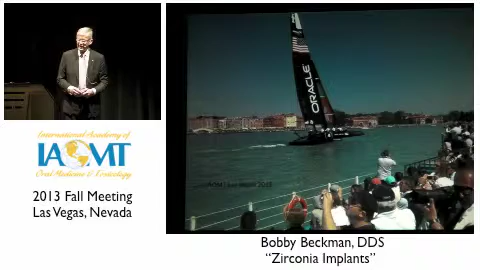 International Academy of
IAOMT
Oral Medicine & Toxicology
2013 Fall Meeting
Las Vegas, Nevada
ORACLE
Bobby Beckman, DDS
“Zirconia Implants”